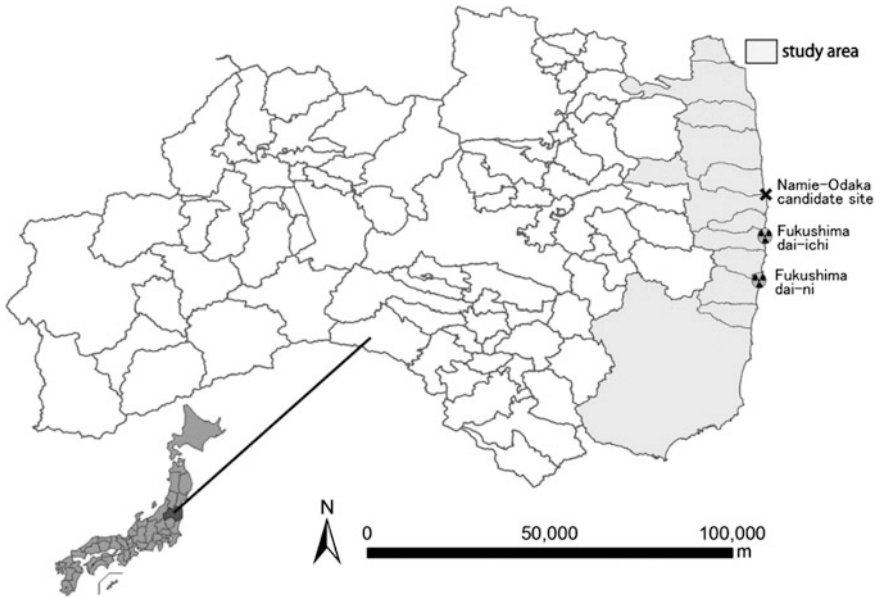 study area
Namie-Odaka
candidate site
Fukushima
dai-ichi
Fukushima
dai-ni
N
0 50,000 100,000
m